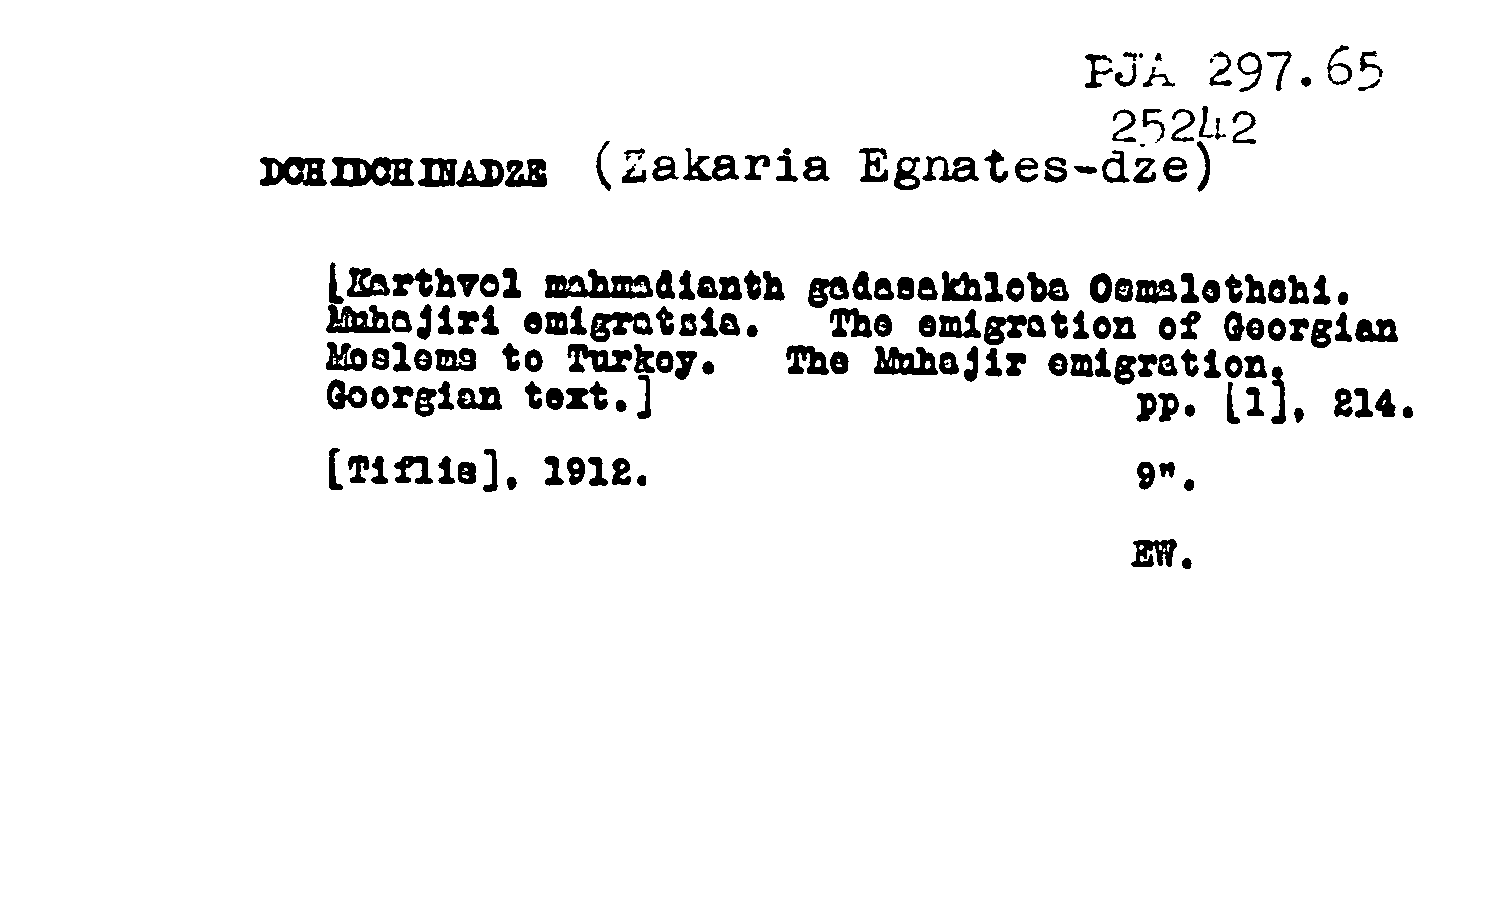 PJA 297.65
25242
DCHIDCHINADZE (Zakaria Egnates-dze)
[Karthvel mahmadianth gadasakhleba Osmalethshi.
Muhajiri emigratsia. The emigration of Georgian
Moslems to Turkey. The Muhajir emigration.
Georgian text.] pp. [1], 214.
[Tiflis], 1912. 9".
EW.